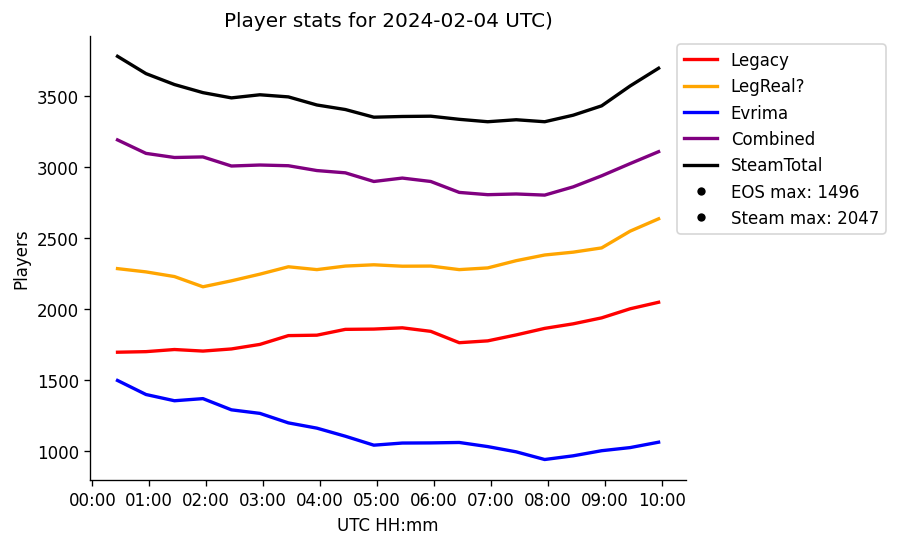 Player stats for 2024-02-04 UTC)
Players
3500
3000
2500
2000
1500
1000
00:00 01:00 02:00 03:00 04:00 05:00 06:00 07:00 08:00 09:00 10:00
UTC HH:mm
Legacy
LegReal?
Evrima
Combined
SteamTotal
EOS max: 1496
Steam max: 2047